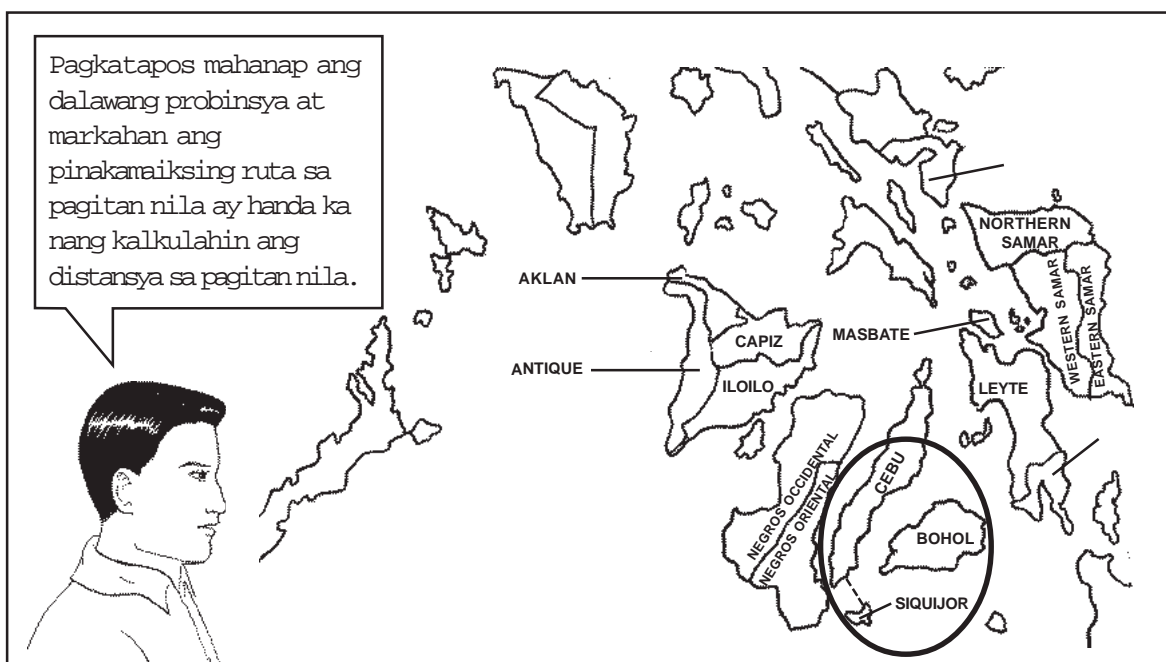 Pagkatapos mahanap ang
dalawang probinsya at
markahan ang
pinakamaiksing ruta sa
pagitan nila ay handa ka
nang kalkulahin ang
distansya sa pagitan nila.
NORTHERN
SAMAR
AKLAN
WESTERN SAMAR
EASTERN SAMAR
MASBATE
CAPIZ
ANTIQUE
ILOILO
LEYTE
NEGROS OCCIDENTAL
NEGROS ORIENTAL
CEBU
BOHOL
SIQUIJOR